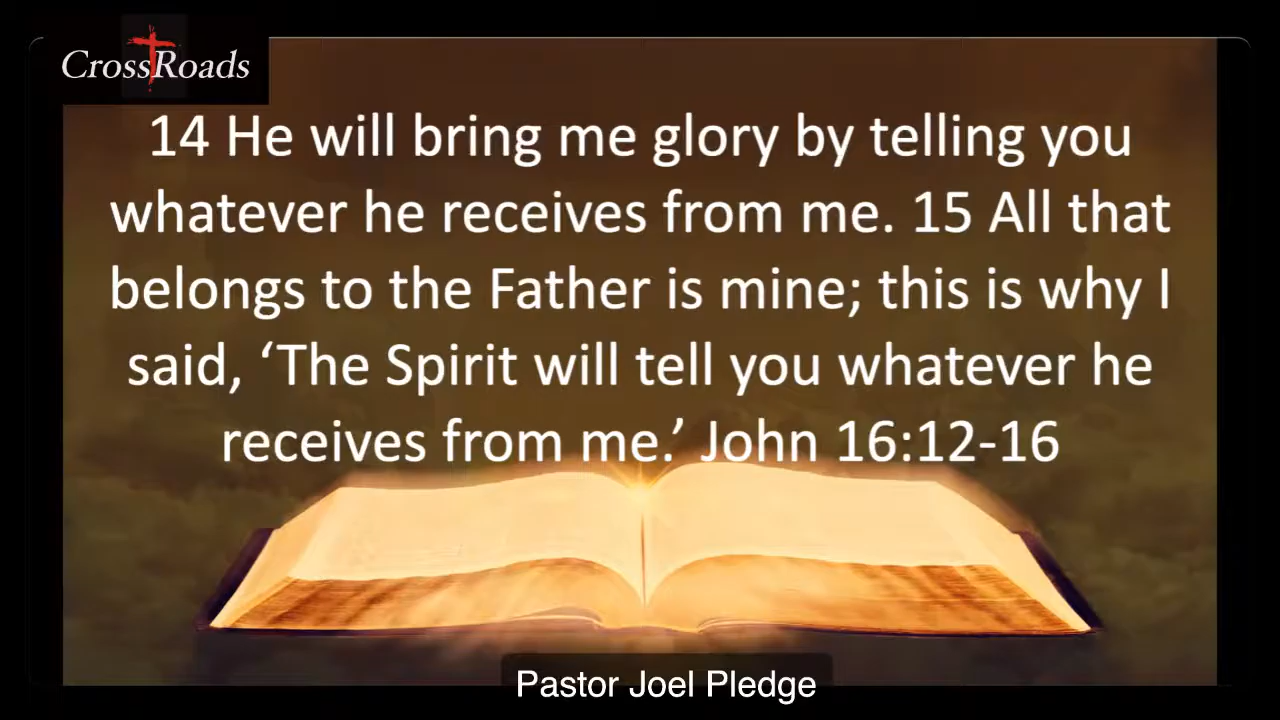 CrossRoads
14 He will bring me glory by telling you
whatever he receives from me. 15 All that
belongs to the Father is mine; this is why I
said, ‘The Spirit will tell you whatever he
receives from me.’ John 16:12-16
Pastor Joel Pledge